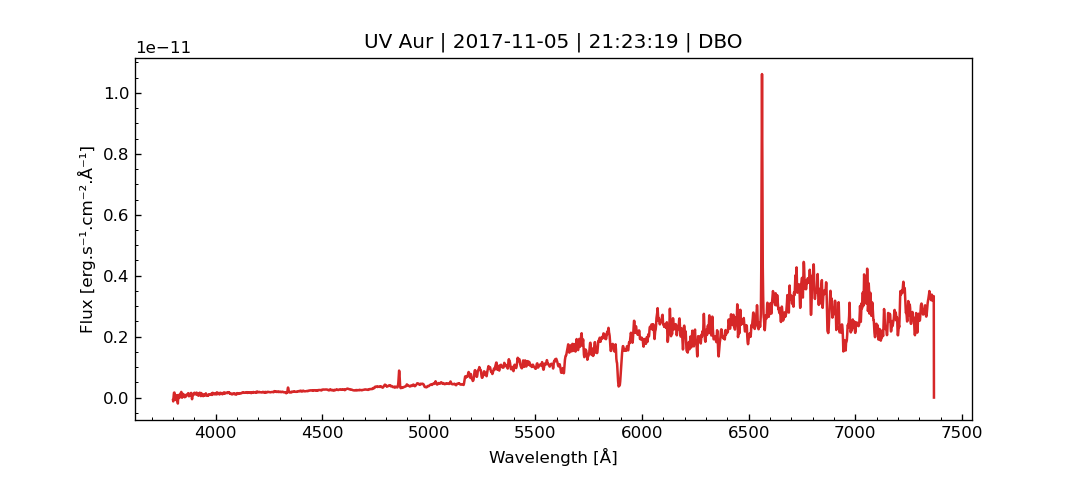 UV Aur | 2017-11-05 | 21:23:19 | DBO
1e−11
1.0
0.8
0.6
0.4
0.2
0.0
Flux [erg.s⁻¹.cm⁻².Å⁻¹]
4000 4500 5000 5500 6000 6500 7000 7500
Wavelength [Å]